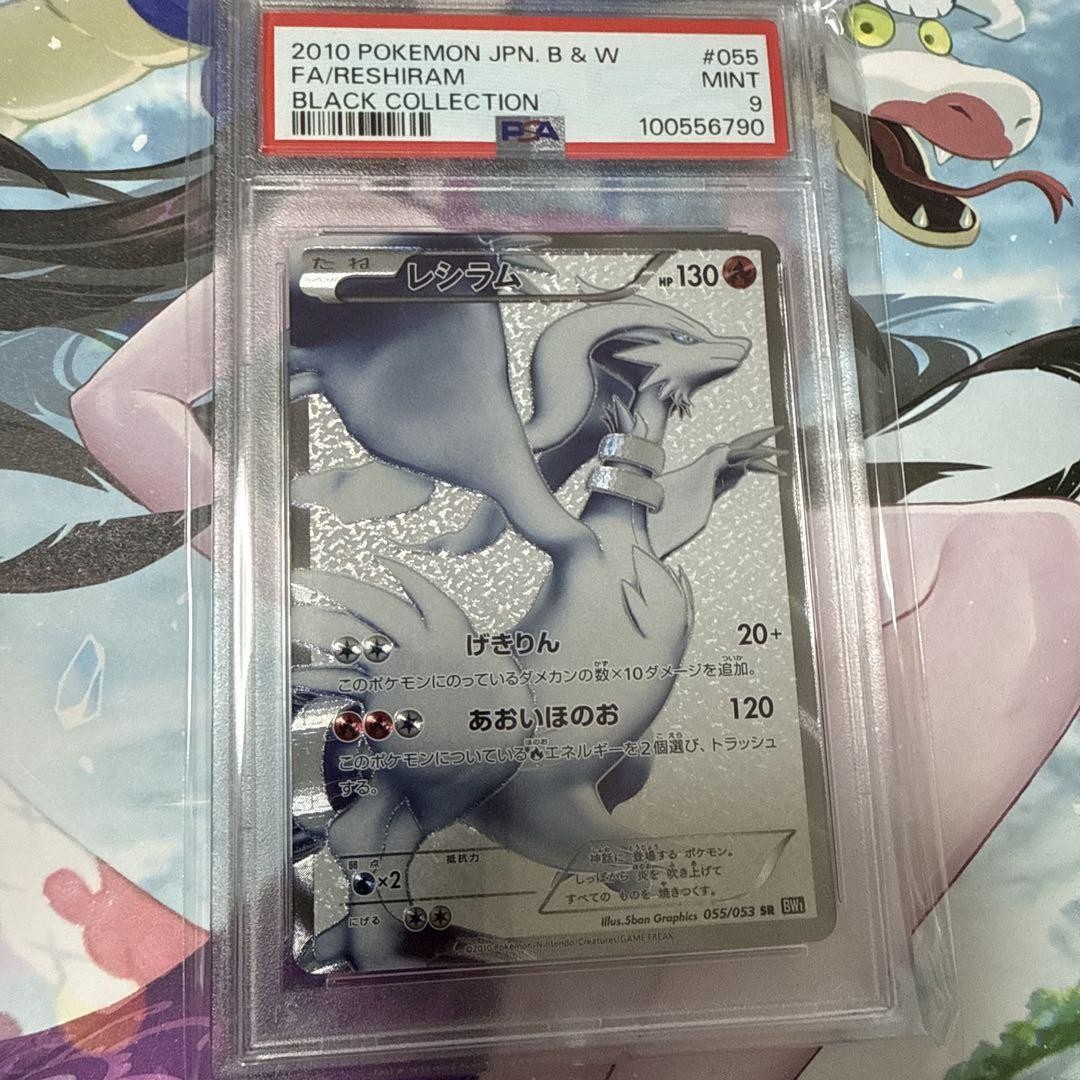 2010 POKEMON JPN. B & W #055
FA/RESHIRAM MINT
BLACK COLLECTION 9
PSA 100556790
たね レシラム HP130
げきりん 20+
このポケモンにのっているダメカンの数×10ダメージを追加。
あおいほのお 120
このポケモンについている エネルギーを2個選び、トラッシュ
する。
弱点 抵抗力
×2
にげる
神話に 登場する ポケモン。
しっぽから 炎を 吹き上げて
すべての ものを 焼きつくす。
Illus.5ban Graphics 055/053 SR BW1
©2010 Pokémon/Nintendo/Creatures/GAME FREAK